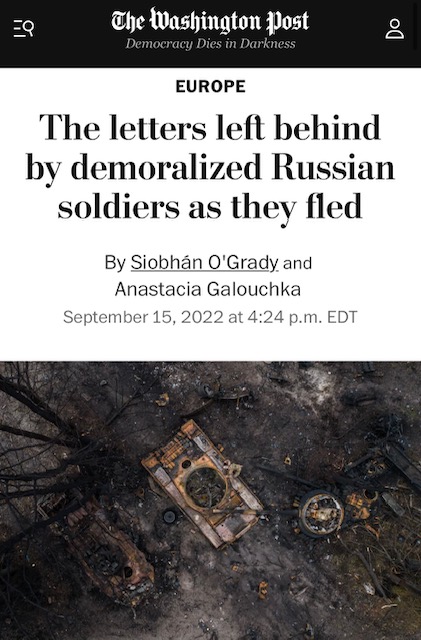 The Washington Post
Democracy Dies in Darkness
EUROPE
The letters left behind
by demoralized Russian
soldiers as they fled
By Siobhán O'Grady and
Anastacia Galouchka
September 15, 2022 at 4:24 p.m. EDT